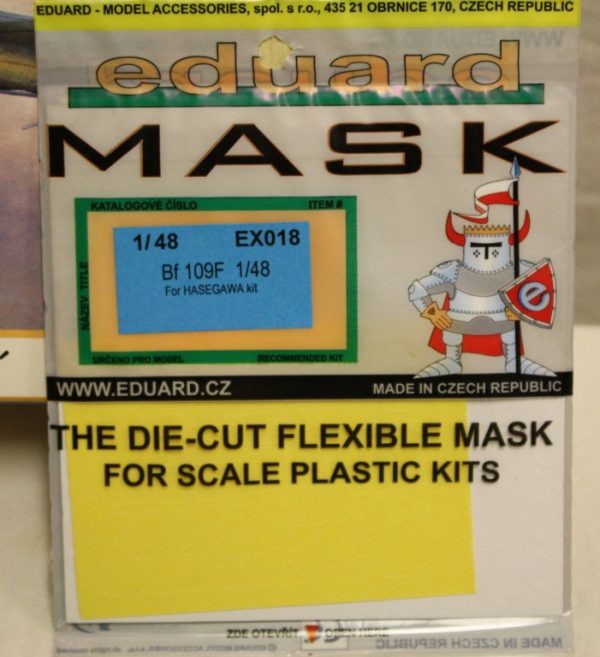 EDUARD - MODEL ACCESSORIES, spol. s r.o., 435 21 OBRNICE 170, CZECH REPUBLIC
eduard
MASK
KATALOGOVÉ ČÍSLO ITEM #
1/48 EX018
Bf 109F 1/48
For HASEGAWA kit
NÁZEV TITLE
URČENO PRO MODEL RECOMMENDED KIT
e
WWW.EDUARD.CZ MADE IN CZECH REPUBLIC
THE DIE-CUT FLEXIBLE MASK
FOR SCALE PLASTIC KITS
ZDE OTEVŘÍT OPEN HERE
MADE IN CZECH REPUBLIC